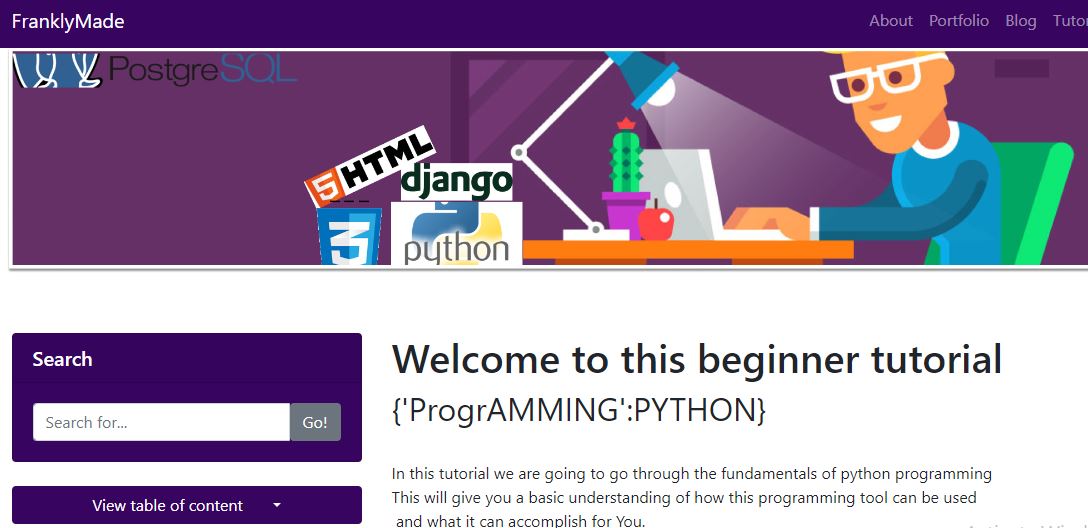 FranklyMade
About Portfolio Blog
PostgreSQL
5 HTML
django
3
python
Search
Search for...
Go!
View table of content
Welcome to this beginner tutorial
{'ProgrAMMING':PYTHON}
In this tutorial we are going to go through the fundamentals of python programming
This will give you a basic understanding of how this programming tool can be used
and what it can accomplish for You.